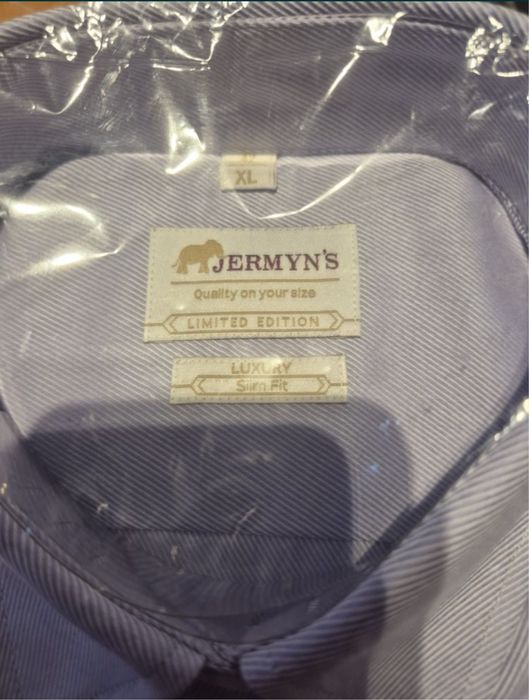 XL
JERMYN'S
Quality on your size
LIMITED EDITION
LUXURY
Slim Fit